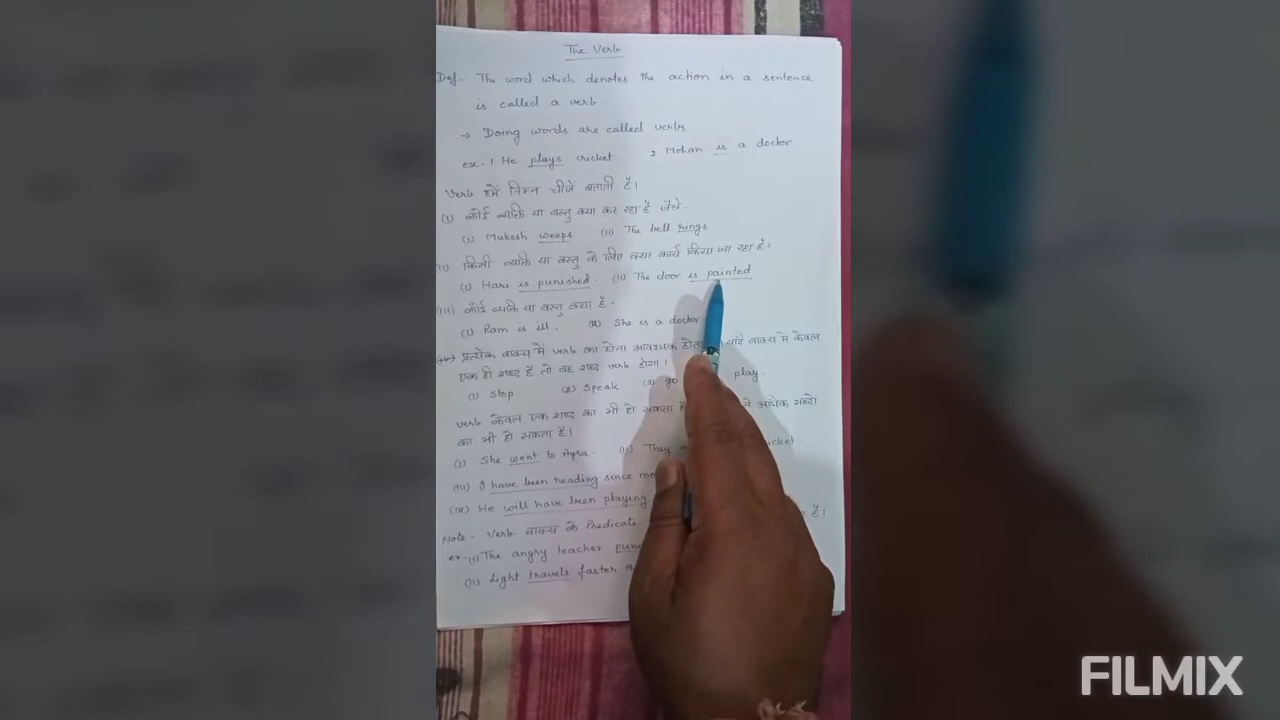 The Verb
Def- The word which denotes the action in a sentence
is called a verb
→ Doing words are called verbs
ex. 1 He plays cricket 2 Mohan is a doctor
Verb हमें निम्न चीजें बताती है।
(I) कोई व्यक्ति या वस्तु क्या कर रहा है जैसे-
(I) Mukesh weeps (II) The bell rungs
(II) किसी व्यक्ति या वस्तु के लिए क्या कार्य किया जा रहा है।
(I) Hari is punished. (II) The door is painted
(III) कोई व्यक्ति या वस्तु क्या है -
(I) Ram is ill. (II) She is a doctor
प्रत्येक वाक्य में verb का होना आवश्यक होता यदि वाक्य में केवल
एक ही शब्द है तो वह शब्द verb होगा।
(1) Stop (2) Speak (3) go play.
verb केवल एक शब्द का भी हो सकता है अधिक शब्दों
का भी हो सकता है।
(I) She went to Agra. (II) They
(III) I have been reading since
(IV) He will have been playing
Note - Verb वाक्य के Predicate है।
ex-(I) The angry teacher
(II) Light travels faster
FILMIX